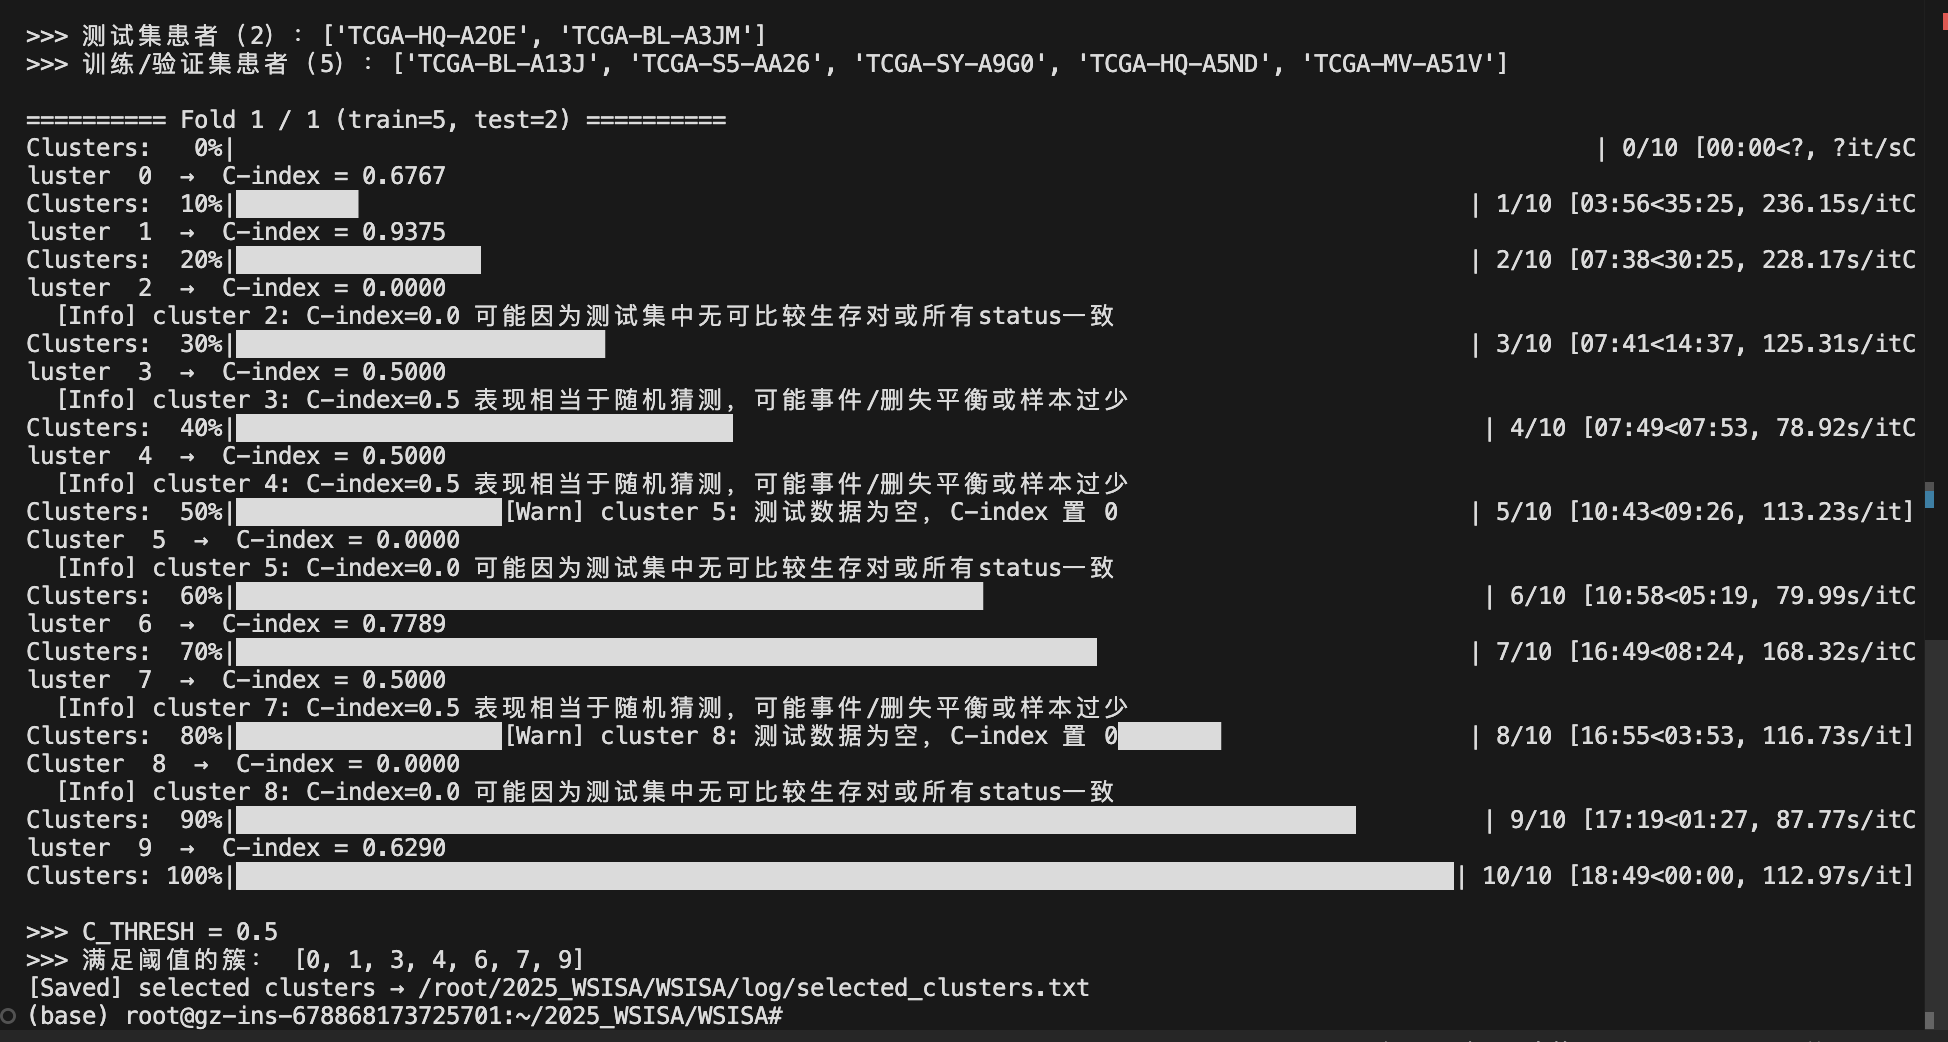 >>> 测试集患者 (2) : ['TCGA-HQ-A2OE', 'TCGA-BL-A3JM']
>>> 训练/验证集患者 (5) : ['TCGA-BL-A13J', 'TCGA-S5-AA26', 'TCGA-SY-A9G0', 'TCGA-HQ-A5ND', 'TCGA-MV-A51V']
========== Fold 1 / 1 (train=5, test=2) ==========
Clusters:   0%| | 0/10 [00:00<?, ?it/sC
luster  0  →  C-index = 0.6767
Clusters:  10%| | 1/10 [03:56<35:25, 236.15s/itC
luster  1  →  C-index = 0.9375
Clusters:  20%| | 2/10 [07:38<30:25, 228.17s/itC
luster  2  →  C-index = 0.0000
[Info] cluster 2: C-index=0.0 可能因为测试集中无可比较生存对或所有status一致
Clusters:  30%| | 3/10 [07:41<14:37, 125.31s/itC
luster  3  →  C-index = 0.5000
[Info] cluster 3: C-index=0.5 表现相当于随机猜测，可能事件/删失平衡或样本过少
Clusters:  40%| | 4/10 [07:49<07:53, 78.92s/itC
luster  4  →  C-index = 0.5000
[Info] cluster 4: C-index=0.5 表现相当于随机猜测，可能事件/删失平衡或样本过少
Clusters:  50%| [Warn] cluster 5: 测试数据为空，C-index 置 0 | 5/10 [10:43<09:26, 113.23s/it]
Cluster  5  →  C-index = 0.0000
[Info] cluster 5: C-index=0.0 可能因为测试集中无可比较生存对或所有status一致
Clusters:  60%| | 6/10 [10:58<05:19, 79.99s/itC
luster  6  →  C-index = 0.7789
Clusters:  70%| | 7/10 [16:49<08:24, 168.32s/itC
luster  7  →  C-index = 0.5000
[Info] cluster 7: C-index=0.5 表现相当于随机猜测，可能事件/删失平衡或样本过少
Clusters:  80%| [Warn] cluster 8: 测试数据为空，C-index 置 0 | 8/10 [16:55<03:53, 116.73s/it]
Cluster  8  →  C-index = 0.0000
[Info] cluster 8: C-index=0.0 可能因为测试集中无可比较生存对或所有status一致
Clusters:  90%| | 9/10 [17:19<01:27, 87.77s/itC
luster  9  →  C-index = 0.6290
Clusters: 100%| | 10/10 [18:49<00:00, 112.97s/it]
>>> C_THRESH = 0.5
>>> 满足阈值的簇： [0, 1, 3, 4, 6, 7, 9]
[Saved] selected clusters → /root/2025_WSISA/WSISA/log/selected_clusters.txt
(base) root@gz-ins-678868173725701:~/2025_WSISA/WSISA#